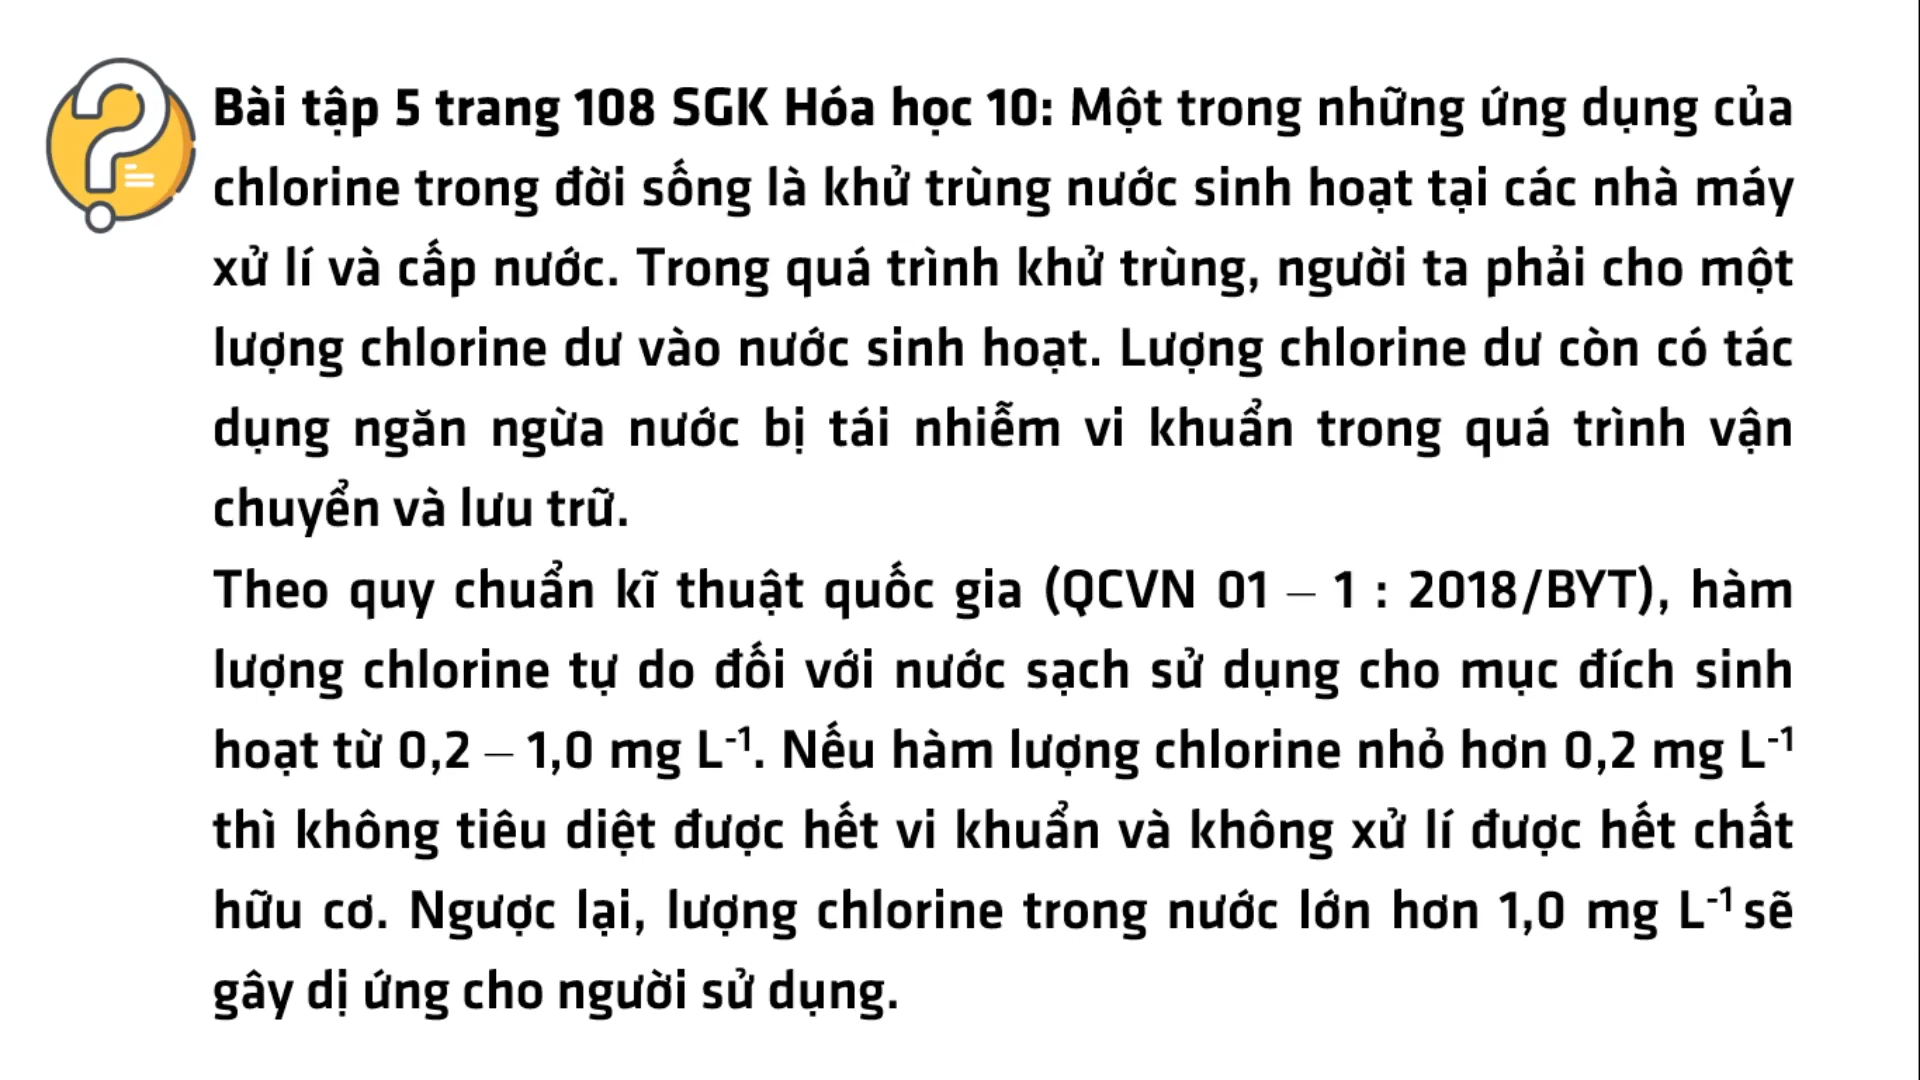 Bài tập 5 trang 108 SGK Hóa học 10: Một trong những ứng dụng của
chlorine trong đời sống là khử trùng nước sinh hoạt tại các nhà máy
xử lí và cấp nước. Trong quá trình khử trùng, người ta phải cho một
lượng chlorine dư vào nước sinh hoạt. Lượng chlorine dư còn có tác
dụng ngăn ngừa nước bị tái nhiễm vi khuẩn trong quá trình vận
chuyển và lưu trữ.
Theo quy chuẩn kĩ thuật quốc gia (QCVN 01 – 1 : 2018/BYT), hàm
lượng chlorine tự do đối với nước sạch sử dụng cho mục đích sinh
hoạt từ 0,2 – 1,0 mg L⁻¹. Nếu hàm lượng chlorine nhỏ hơn 0,2 mg L⁻¹
thì không tiêu diệt được hết vi khuẩn và không xử lí được hết chất
hữu cơ. Ngược lại, lượng chlorine trong nước lớn hơn 1,0 mg L⁻¹ sẽ
gây dị ứng cho người sử dụng.